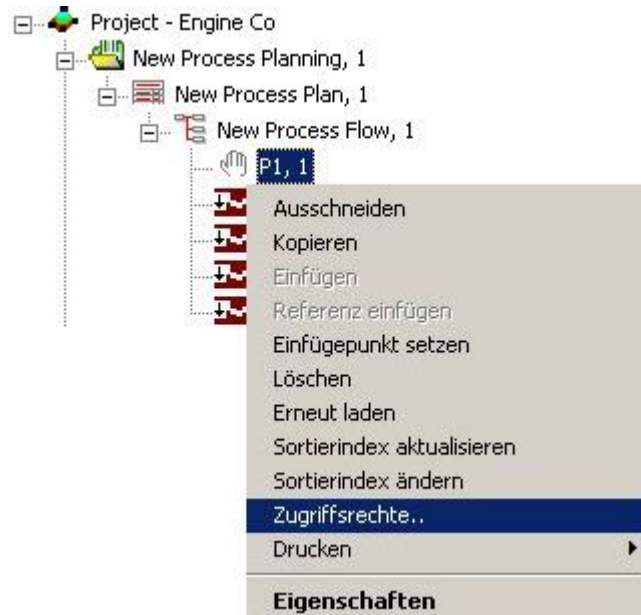 Project - Engine Co
New Process Planning, 1
New Process Plan, 1
New Process Flow, 1
P1, 1
Ausschneiden
Kopieren
Einfügen
Referenz einfügen
Einfügepunkt setzen
Löschen
Erneut laden
Sortierindex aktualisieren
Sortierindex ändern
Zugriffsrechte..
Drucken
Eigenschaften